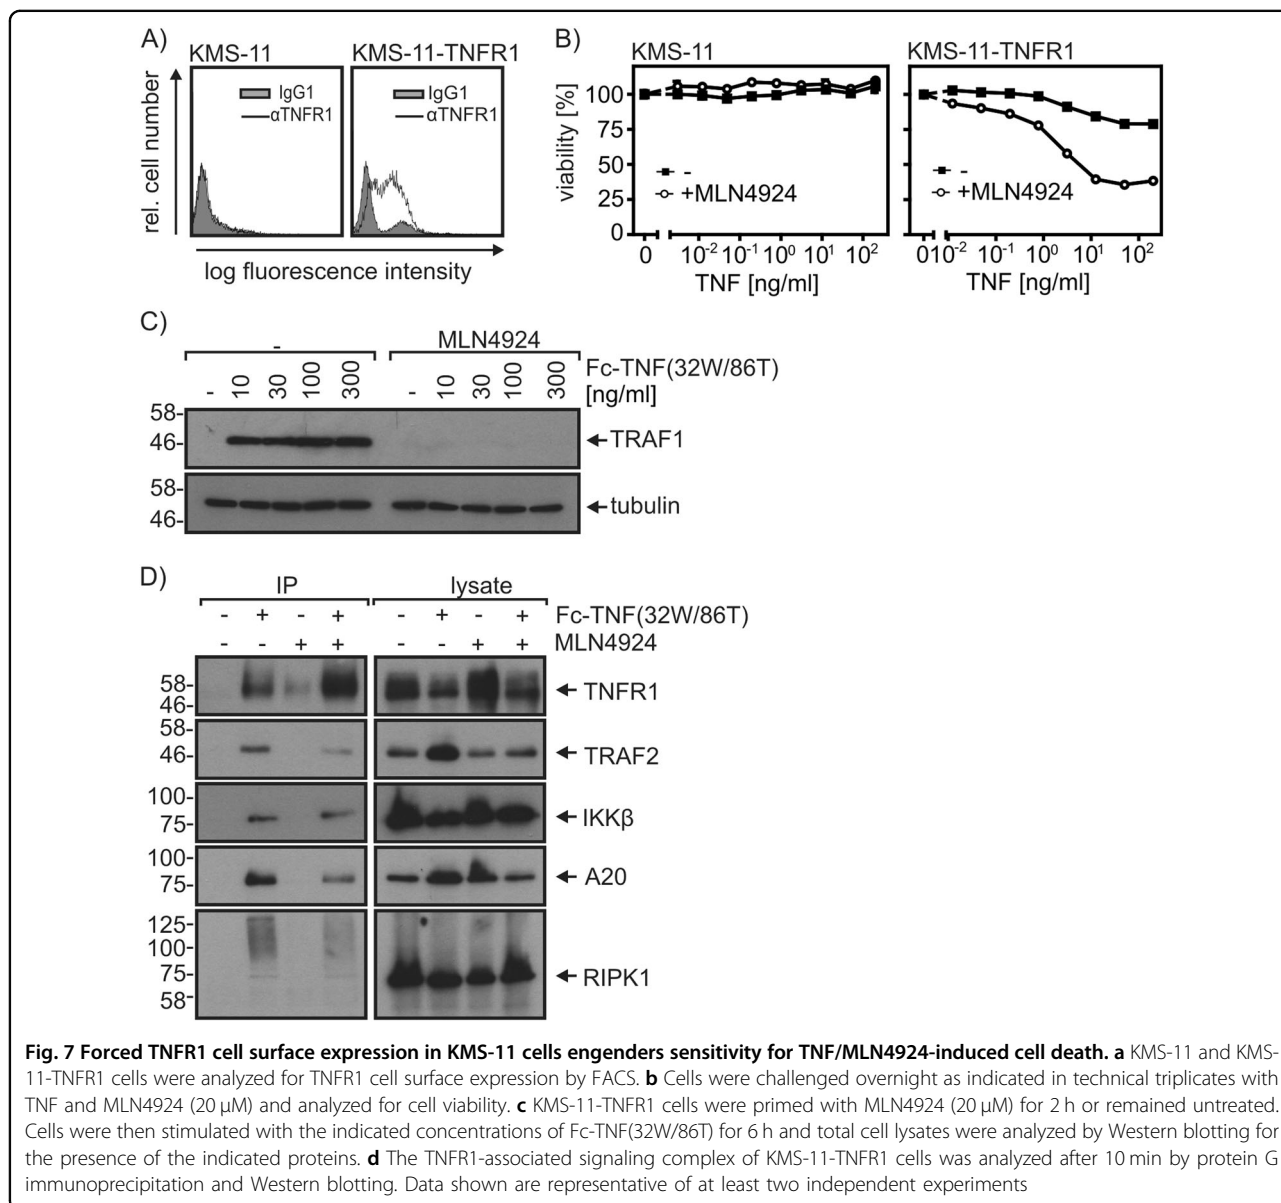 A)
KMS-11
KMS-11-TNFR1
rel. cell number
IgG1
αTNFR1
IgG1
αTNFR1
log fluorescence intensity
B)
KMS-11
KMS-11-TNFR1
viability [%]
100
75
50
25
0
-
+MLN4924
0 10-2 10-1 100 101 102
TNF [ng/ml]
100
75
50
25
0
-
+MLN4924
0 10-2 10-1 100 101 102
TNF [ng/ml]
C)
- MLN4924
- 10 30 100 300 - 10 30 100 300 Fc-TNF(32W/86T)
[ng/ml]
58-
46- TRAF1
58-
46- tubulin
D)
IP lysate
- + - + - + - + Fc-TNF(32W/86T)
- - + + - - + + MLN4924
58-
46- TNFR1
58-
46- TRAF2
100-
75- IKKβ
100-
75- A20
125-
100-
75- RIPK1
58-
Fig. 7 Forced TNFR1 cell surface expression in KMS-11 cells engenders sensitivity for TNF/MLN4924-induced cell death. a KMS-11 and KMS-
11-TNFR1 cells were analyzed for TNFR1 cell surface expression by FACS. b Cells were challenged overnight as indicated in technical triplicates with
TNF and MLN4924 (20 μM) and analyzed for cell viability. c KMS-11-TNFR1 cells were primed with MLN4924 (20 μM) for 2 h or remained untreated.
Cells were then stimulated with the indicated concentrations of Fc-TNF(32W/86T) for 6 h and total cell lysates were analyzed by Western blotting for
the presence of the indicated proteins. d The TNFR1-associated signaling complex of KMS-11-TNFR1 cells was analyzed after 10 min by protein G
immunoprecipitation and Western blotting. Data shown are representative of at least two independent experiments